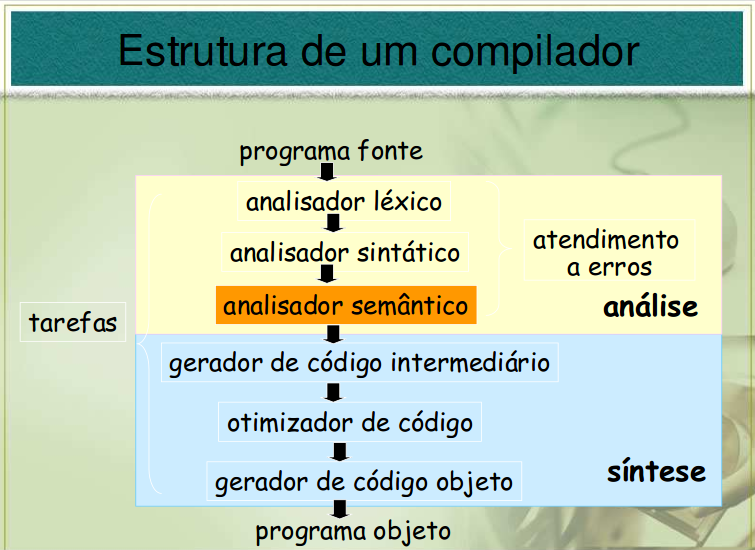 Estrutura de um compilador
programa fonte
analisador léxico
analisador sintático
atendimento
a erros
analisador semântico
análise
tarefas
gerador de código intermediário
otimizador de código
gerador de código objeto
síntese
programa objeto